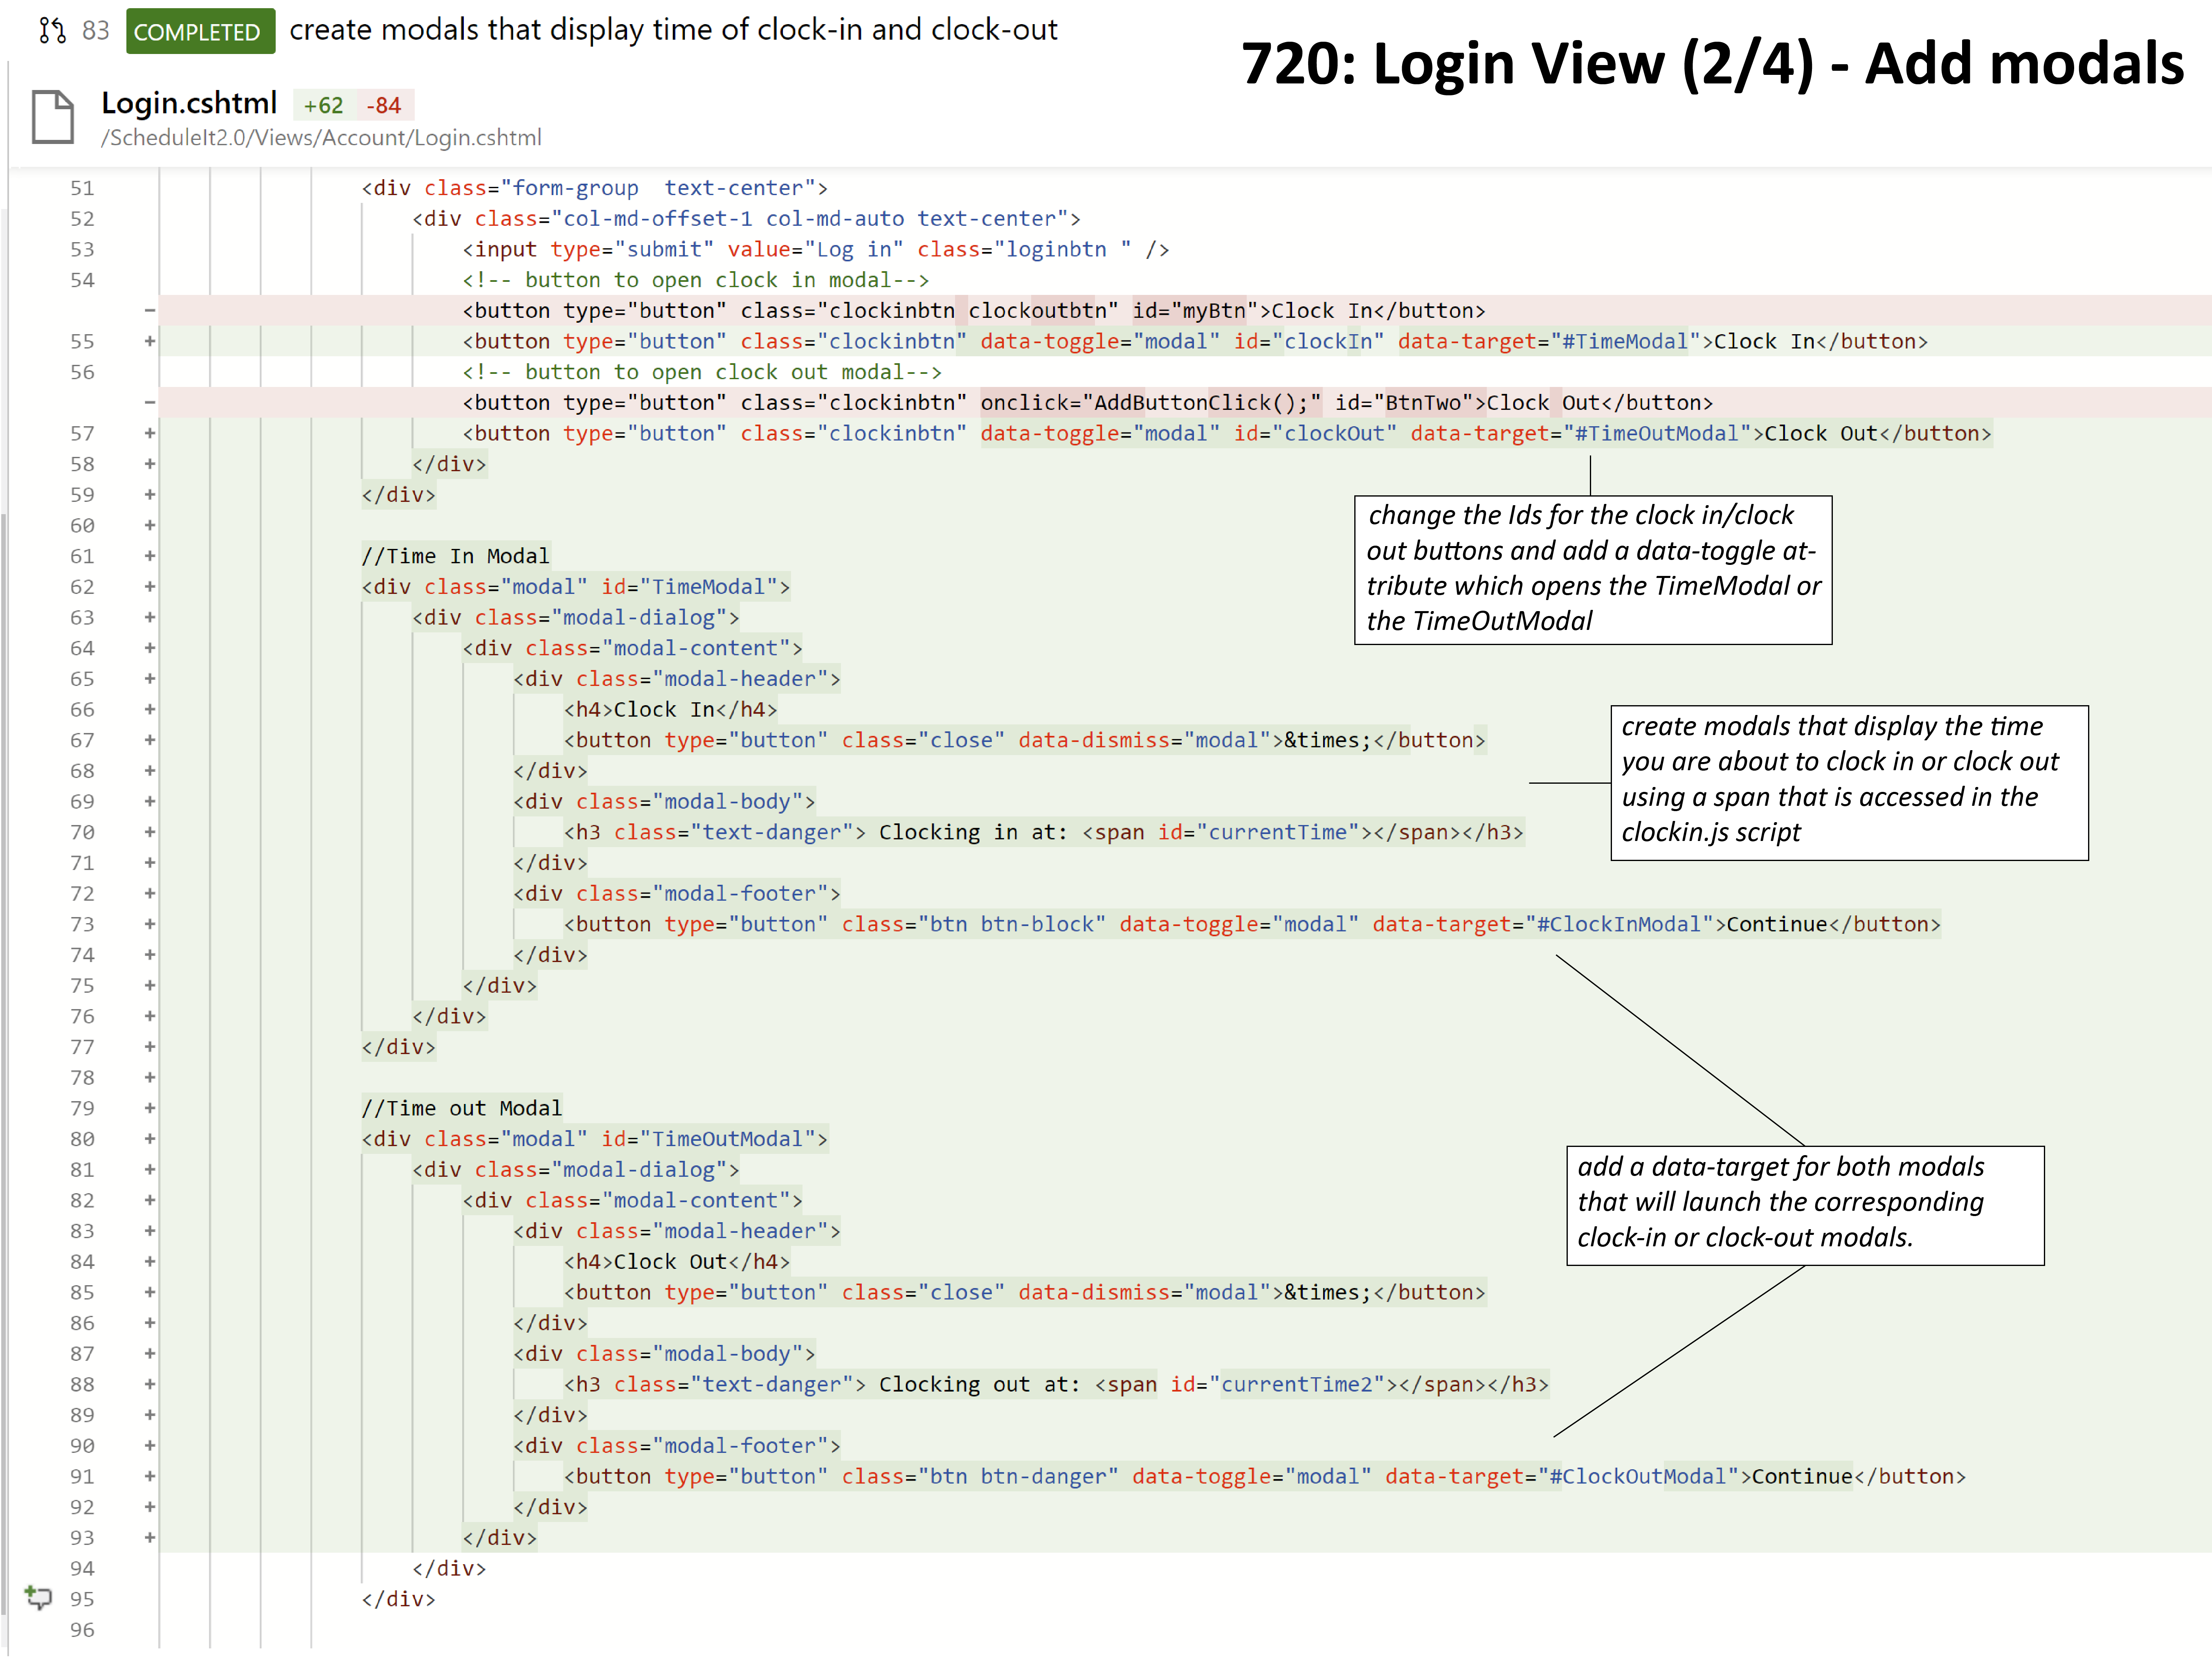 83 COMPLETED create modals that display time of clock-in and clock-out
720: Login View (2/4) - Add modals
Login.cshtml +62 -84
/ScheduleIt2.0/Views/Account/Login.cshtml
51 <div class="form-group  text-center">
52 <div class="col-md-offset-1 col-md-auto text-center">
53 <input type="submit" value="Log in" class="loginbtn " />
54 <!-- button to open clock in modal-->
- <button type="button" class="clockinbtn clockoutbtn" id="myBtn">Clock In</button>
55 + <button type="button" class="clockinbtn" data-toggle="modal" id="clockIn" data-target="#TimeModal">Clock In</button>
56 <!-- button to open clock out modal-->
- <button type="button" class="clockinbtn" onclick="AddButtonClick();" id="BtnTwo">Clock Out</button>
57 + <button type="button" class="clockinbtn" data-toggle="modal" id="clockOut" data-target="#TimeOutModal">Clock Out</button>
58 + </div>
59 + </div>
60 +
61 + //Time In Modal
62 + <div class="modal" id="TimeModal">
63 + <div class="modal-dialog">
64 + <div class="modal-content">
65 + <div class="modal-header">
66 + <h4>Clock In</h4>
67 + <button type="button" class="close" data-dismiss="modal">&times;</button>
68 + </div>
69 + <div class="modal-body">
70 + <h3 class="text-danger"> Clocking in at: <span id="currentTime"></span></h3>
71 + </div>
72 + <div class="modal-footer">
73 + <button type="button" class="btn btn-block" data-toggle="modal" data-target="#ClockInModal">Continue</button>
74 + </div>
75 + </div>
76 + </div>
77 + </div>
78 +
79 + //Time out Modal
80 + <div class="modal" id="TimeOutModal">
81 + <div class="modal-dialog">
82 + <div class="modal-content">
83 + <div class="modal-header">
84 + <h4>Clock Out</h4>
85 + <button type="button" class="close" data-dismiss="modal">&times;</button>
86 + </div>
87 + <div class="modal-body">
88 + <h3 class="text-danger"> Clocking out at: <span id="currentTime2"></span></h3>
89 + </div>
90 + <div class="modal-footer">
91 + <button type="button" class="btn btn-danger" data-toggle="modal" data-target="#ClockOutModal">Continue</button>
92 + </div>
93 + </div>
94 </div>
95 </div>
96
change the Ids for the clock in/clock
out buttons and add a data-toggle at-
tribute which opens the TimeModal or
the TimeOutModal
create modals that display the time
you are about to clock in or clock out
using a span that is accessed in the
clockin.js script
add a data-target for both modals
that will launch the corresponding
clock-in or clock-out modals.